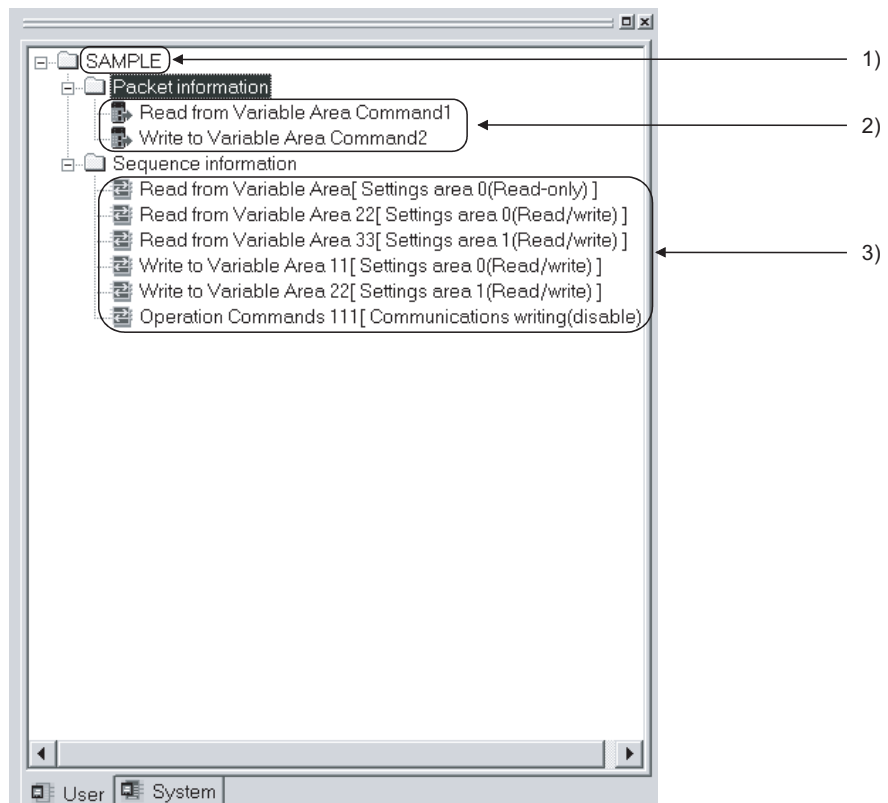 SAMPLE
1)
Packet information
Read from Variable Area Command1
2)
Write to Variable Area Command2
Sequence information
Read from Variable Area[ Settings area 0(Read-only) ]
Read from Variable Area 22[ Settings area 0(Read/write) ]
Read from Variable Area 33[ Settings area 1(Read/write) ]
3)
Write to Variable Area 11[ Settings area 0(Read/write) ]
Write to Variable Area 22[ Settings area 1(Read/write) ]
Operation Commands 111[ Communications writing(disable)
User
System